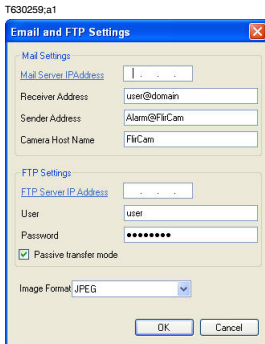 T630259;a1
Email and FTP Settings
Mail Settings
Mail Server IPAddress
. . .
Receiver Address user@domain
Sender Address Alarm@FlirCam
Camera Host Name FlirCam
FTP Settings
FTP Server IP Address . . .
User user
Password ●●●●●●●●
Passive transfer mode
Image Format JPEG
OK Cancel